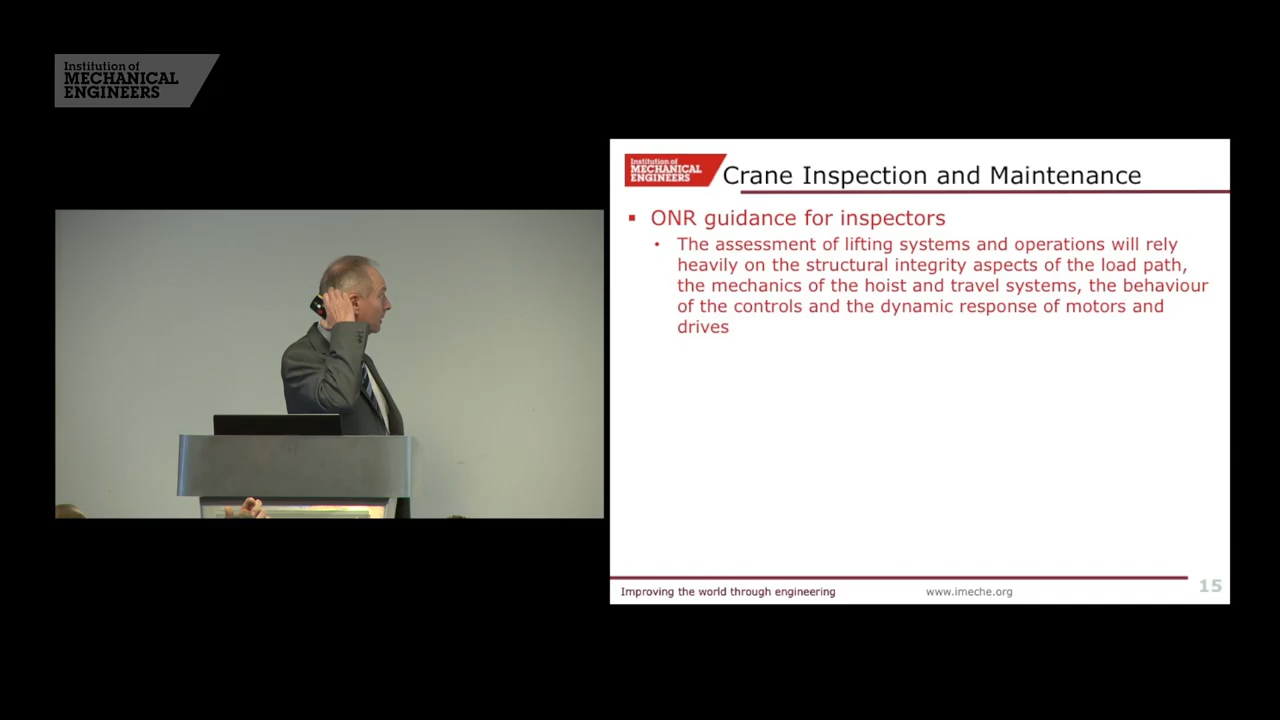 Institution of
MECHANICAL
ENGINEERS
Institution of
MECHANICAL
ENGINEERS
Crane Inspection and Maintenance
▪ ONR guidance for inspectors
• The assessment of lifting systems and operations will rely
heavily on the structural integrity aspects of the load path,
the mechanics of the hoist and travel systems, the behaviour
of the controls and the dynamic response of motors and
drives
Improving the world through engineering
www.imeche.org
15